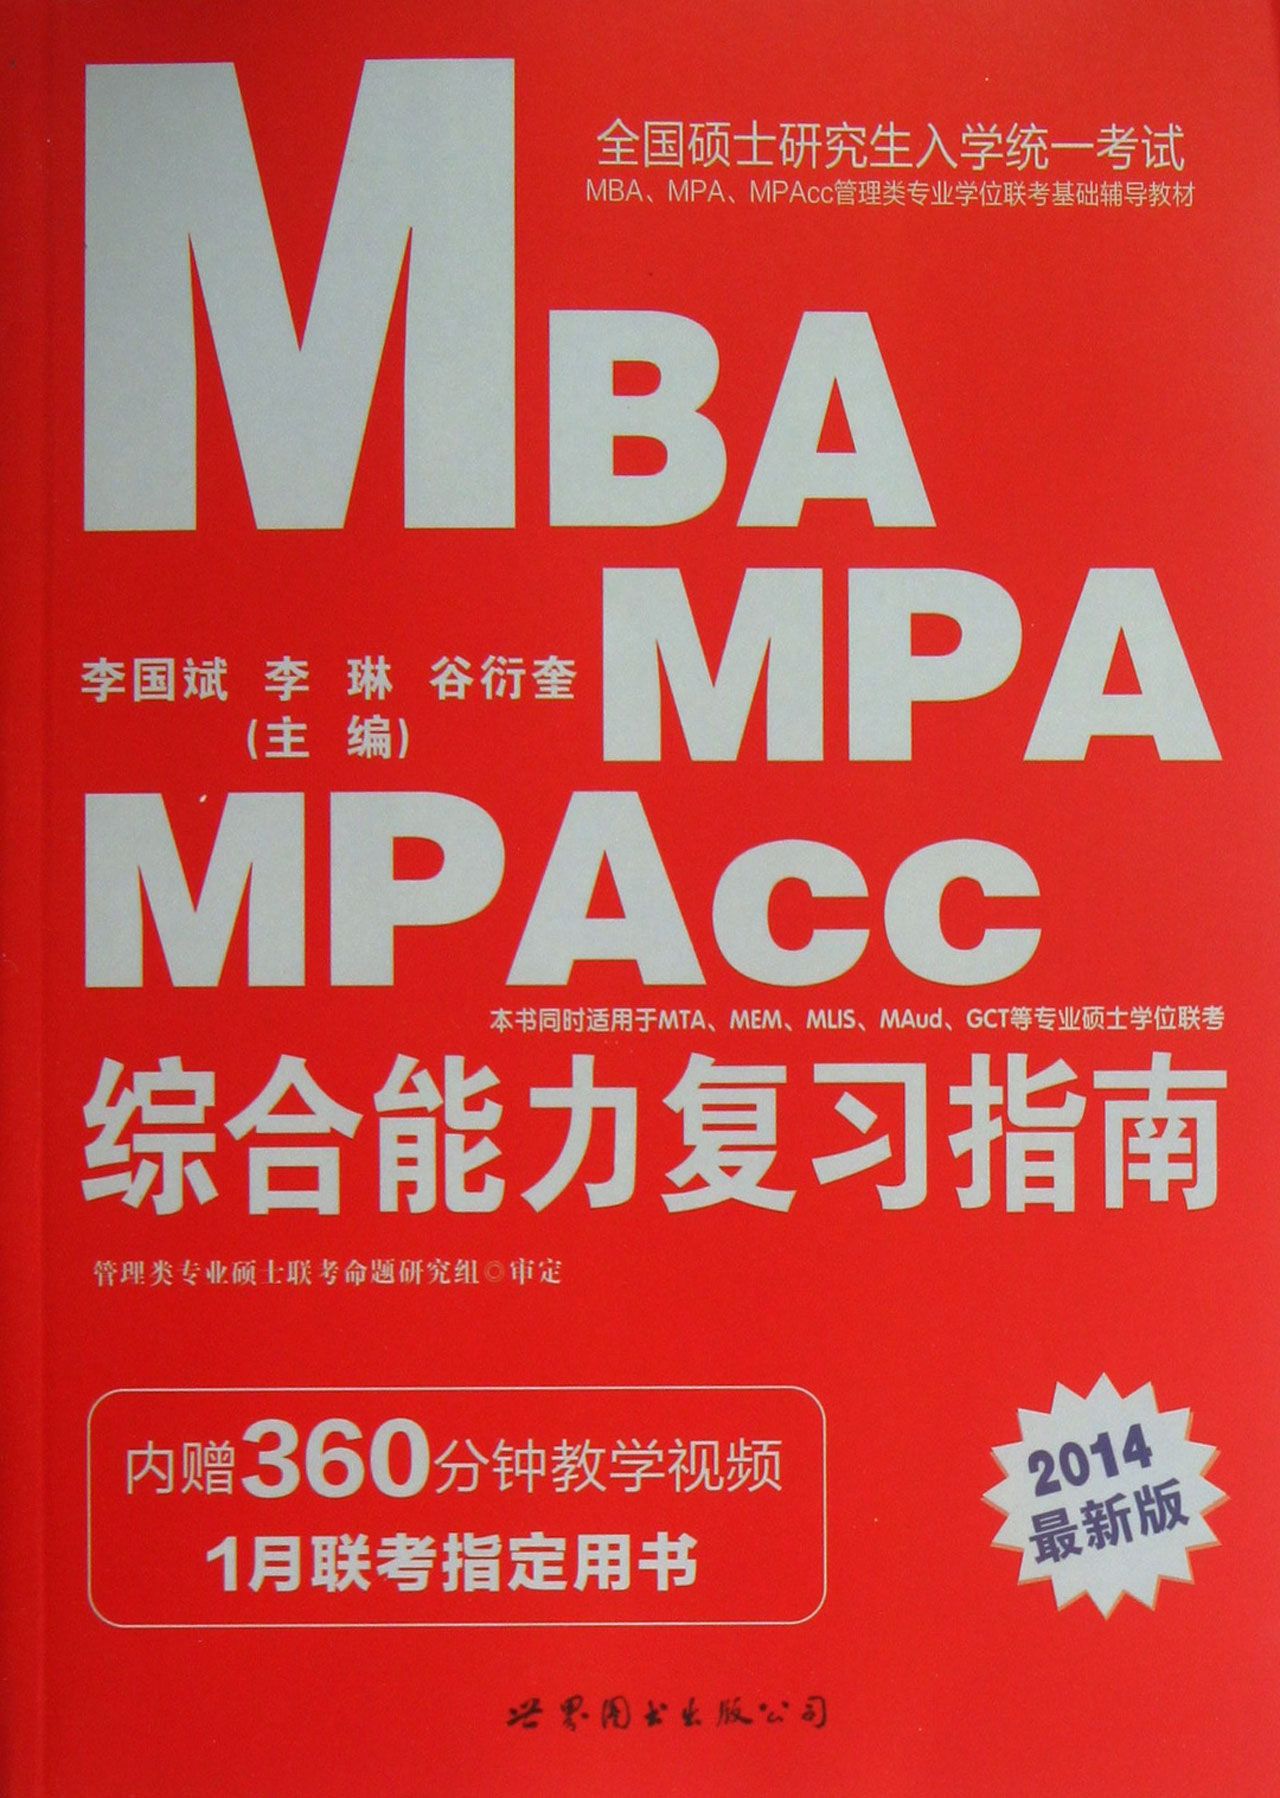 全国硕士研究生入学统一考试
MBA、MPA、MPAcc管理类专业学位联考基础辅导教材
MBA
MPA
李国斌 李 琳 谷衍奎
(主 编)
MPAcc
本书同时适用于MTA、MEM、MLIS、MAud、GCT等专业硕士学位联考
综合能力复习指南
管理类专业硕士联考命题研究组◎审定
内赠360分钟教学视频
1月联考指定用书
2014
最新版
世界图书出版公司